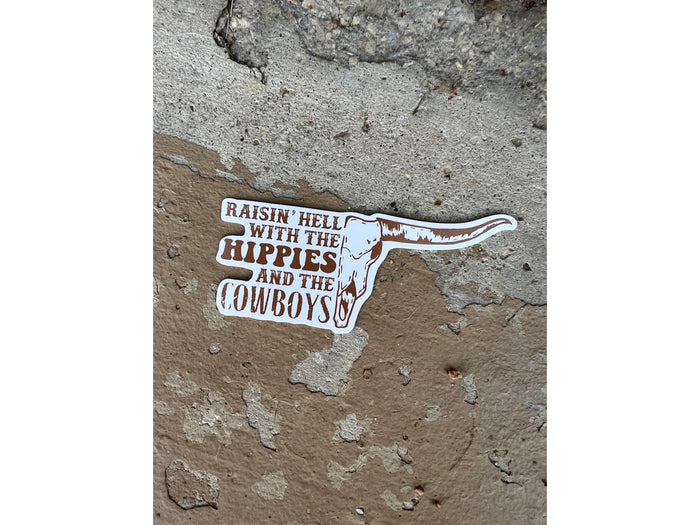 RAISIN' HELL
WITH THE
HIPPIES
AND THE
COWBOYS